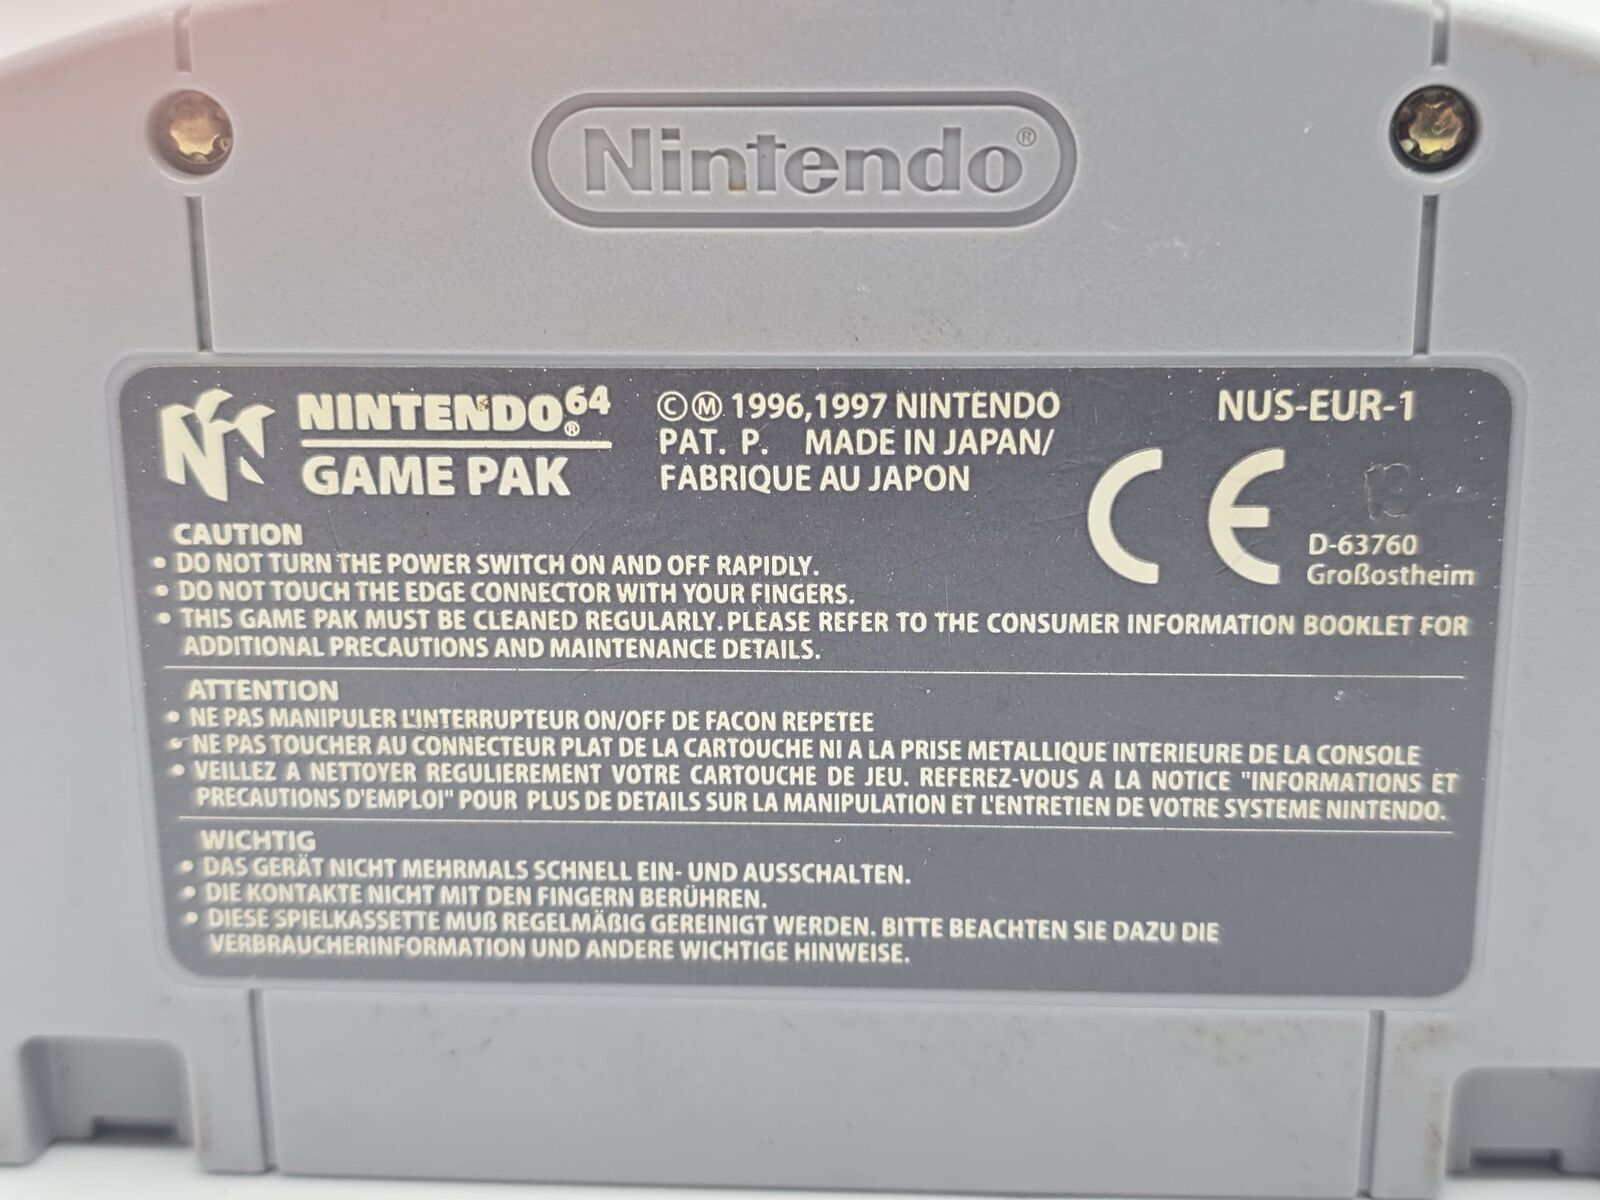 Nintendo®
NINTENDO®64
GAME PAK
©Ⓜ 1996,1997 NINTENDO
PAT. P. MADE IN JAPAN/
FABRIQUE AU JAPON
NUS-EUR-1
CE
D-63760
Großostheim
CAUTION
• DO NOT TURN THE POWER SWITCH ON AND OFF RAPIDLY.
• DO NOT TOUCH THE EDGE CONNECTOR WITH YOUR FINGERS.
• THIS GAME PAK MUST BE CLEANED REGULARLY. PLEASE REFER TO THE CONSUMER INFORMATION BOOKLET FOR
ADDITIONAL PRECAUTIONS AND MAINTENANCE DETAILS.
ATTENTION
• NE PAS MANIPULER L'INTERRUPTEUR ON/OFF DE FACON REPETEE
• NE PAS TOUCHER AU CONNECTEUR PLAT DE LA CARTOUCHE NI A LA PRISE METALLIQUE INTERIEURE DE LA CONSOLE
• VEILLEZ A NETTOYER REGULIEREMENT VOTRE CARTOUCHE DE JEU. REFEREZ-VOUS A LA NOTICE "INFORMATIONS ET
PRECAUTIONS D'EMPLOI" POUR PLUS DE DETAILS SUR LA MANIPULATION ET L'ENTRETIEN DE VOTRE SYSTEME NINTENDO.
WICHTIG
• DAS GERÄT NICHT MEHRMALS SCHNELL EIN- UND AUSSCHALTEN.
• DIE KONTAKTE NICHT MIT DEN FINGERN BERÜHREN.
• DIESE SPIELKASSETTE MUß REGELMÄßIG GEREINIGT WERDEN. BITTE BEACHTEN SIE DAZU DIE
VERBRAUCHERINFORMATION UND ANDERE WICHTIGE HINWEISE.